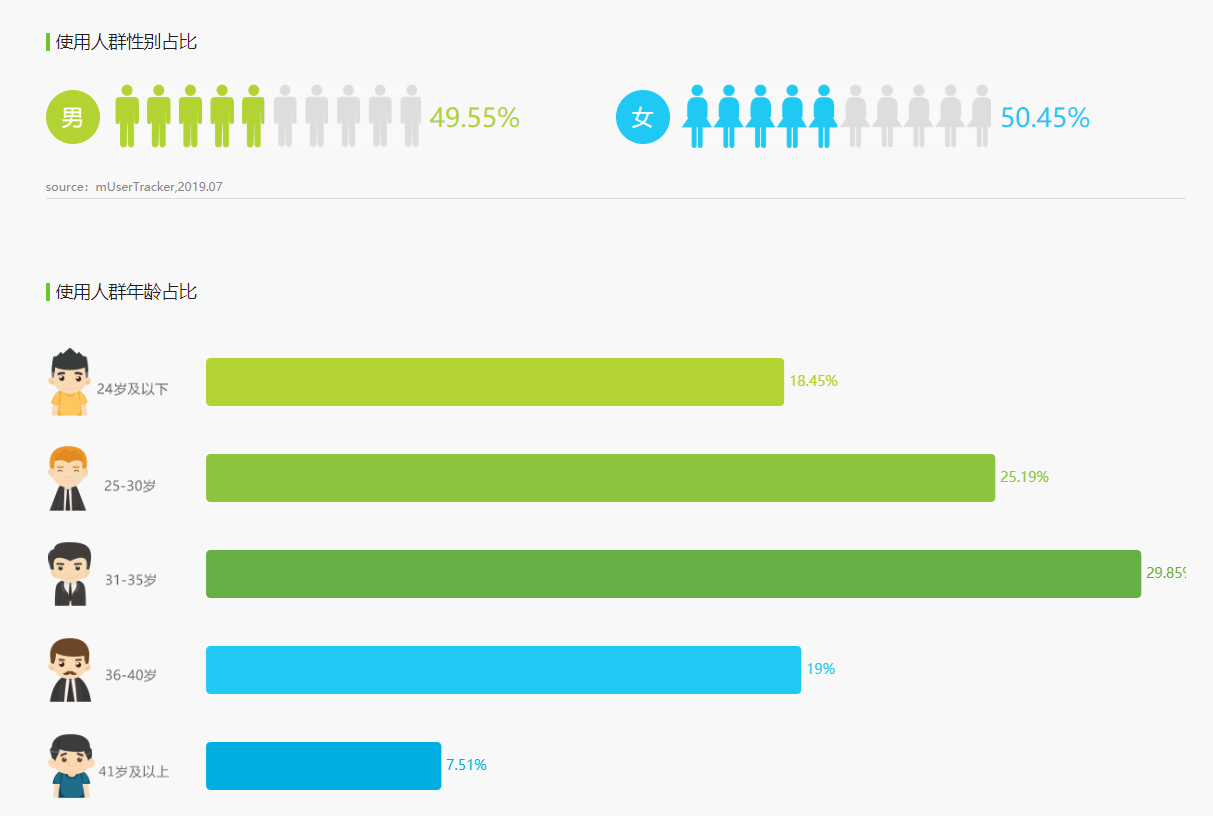 使用人群性别占比
男 49.55% 女 50.45%
source：mUserTracker,2019.07
使用人群年龄占比
24岁及以下 18.45%
25-30岁 25.19%
31-35岁 29.85%
36-40岁 19%
41岁及以上 7.51%